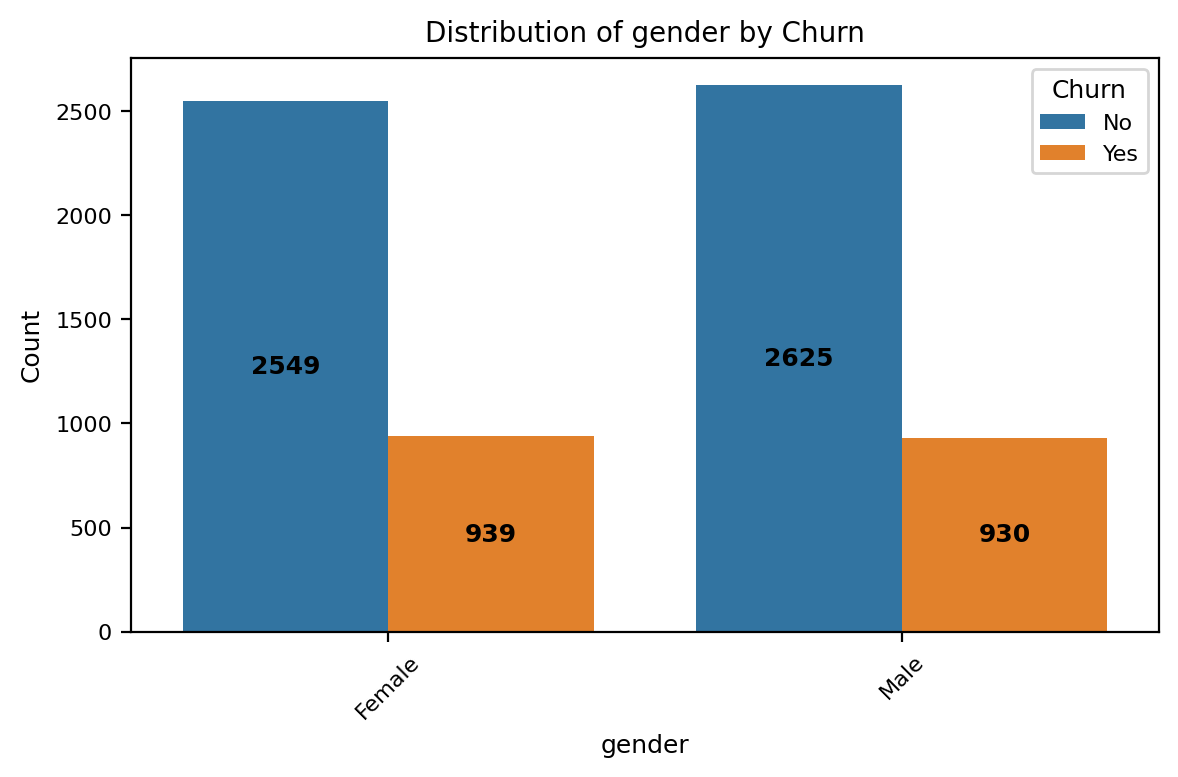 Distribution of gender by Churn
Churn
No
Yes
Count
2500
2000
1500
1000
500
0
2549
939
2625
930
Female
Male
gender